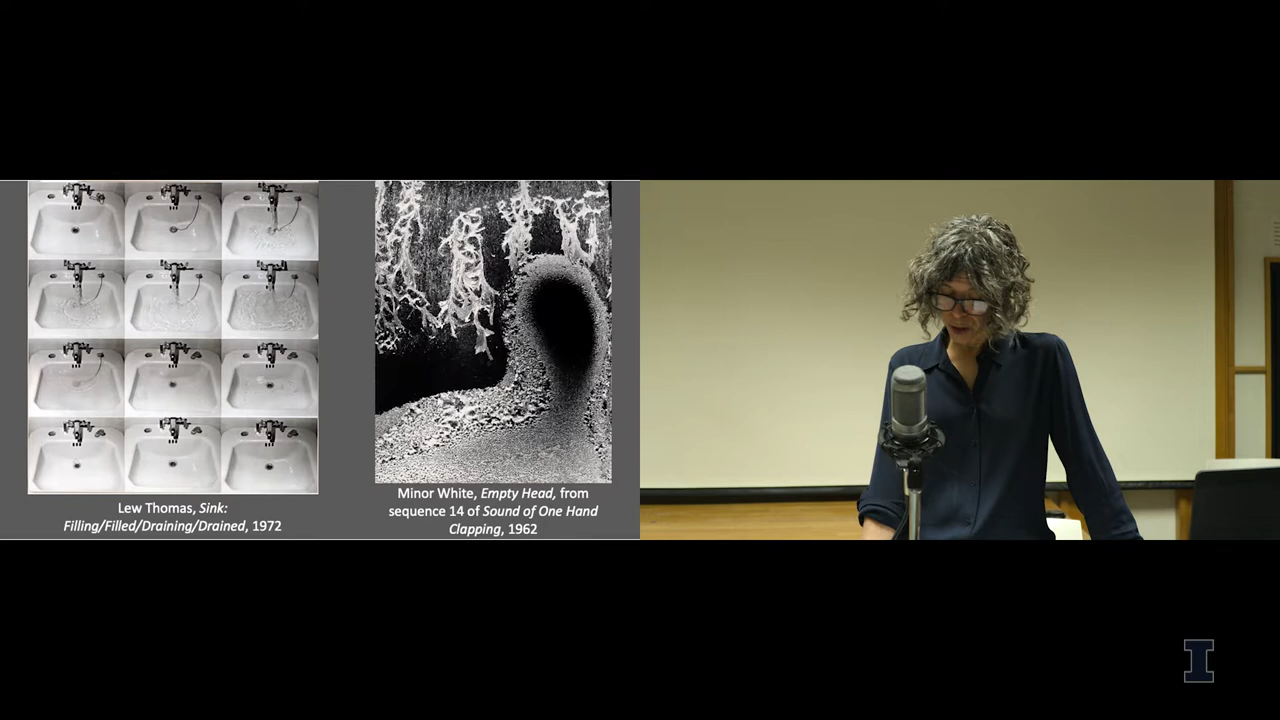 Lew Thomas, Sink:
Filling/Filled/Draining/Drained, 1972
Minor White, Empty Head, from
sequence 14 of Sound of One Hand
Clapping, 1962
I